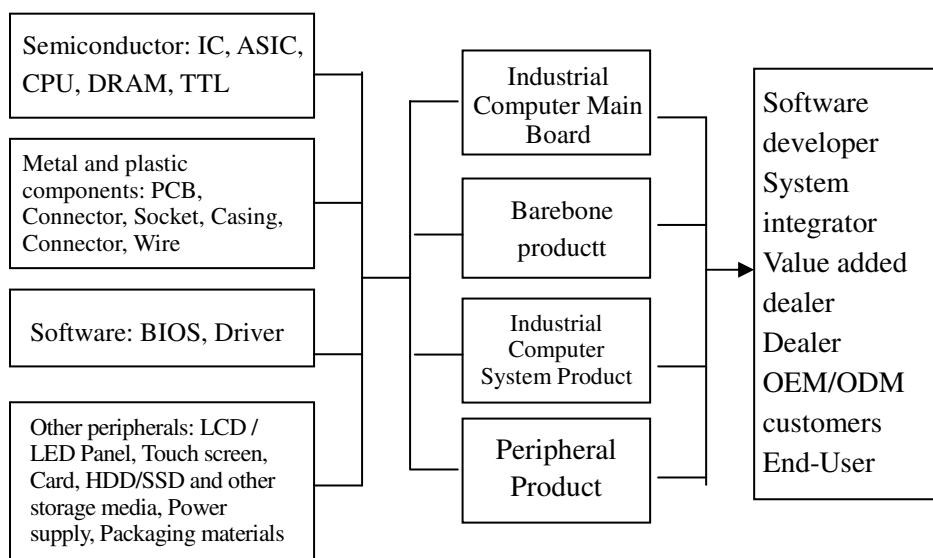 Semiconductor: IC, ASIC,
CPU, DRAM, TTL
Metal and plastic
components: PCB,
Connector, Socket, Casing,
Connector, Wire
Software: BIOS, Driver
Other peripherals: LCD /
LED Panel, Touch screen,
Card, HDD/SSD and other
storage media, Power
supply, Packaging materials
Industrial
Computer Main
Board
Barebone
productt
Industrial
Computer
System Product
Peripheral
Product
Software
developer
System
integrator
Value added
dealer
Dealer
OEM/ODM
customers
End-User